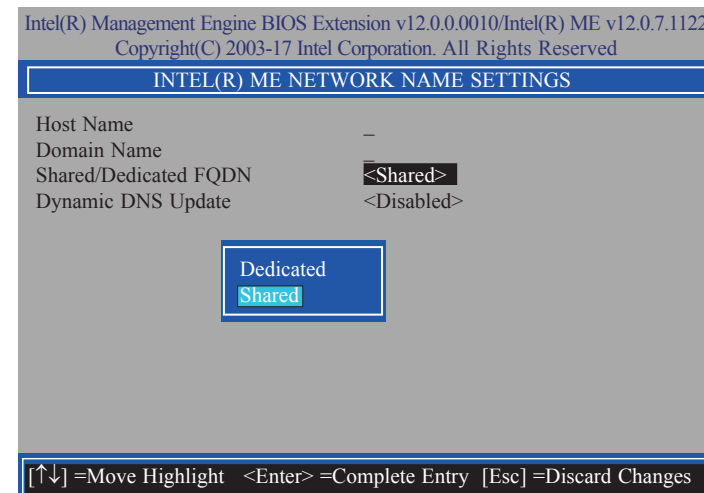 Intel(R) Management Engine BIOS Extension v12.0.0.0010/Intel(R) ME v12.0.7.1122
Copyright(C) 2003-17 Intel Corporation. All Rights Reserved
INTEL(R) ME NETWORK NAME SETTINGS
Host Name _
Domain Name _
Shared/Dedicated FQDN <Shared>
Dynamic DNS Update <Disabled>
Dedicated
Shared
[↑↓] =Move Highlight <Enter> =Complete Entry [Esc] =Discard Changes